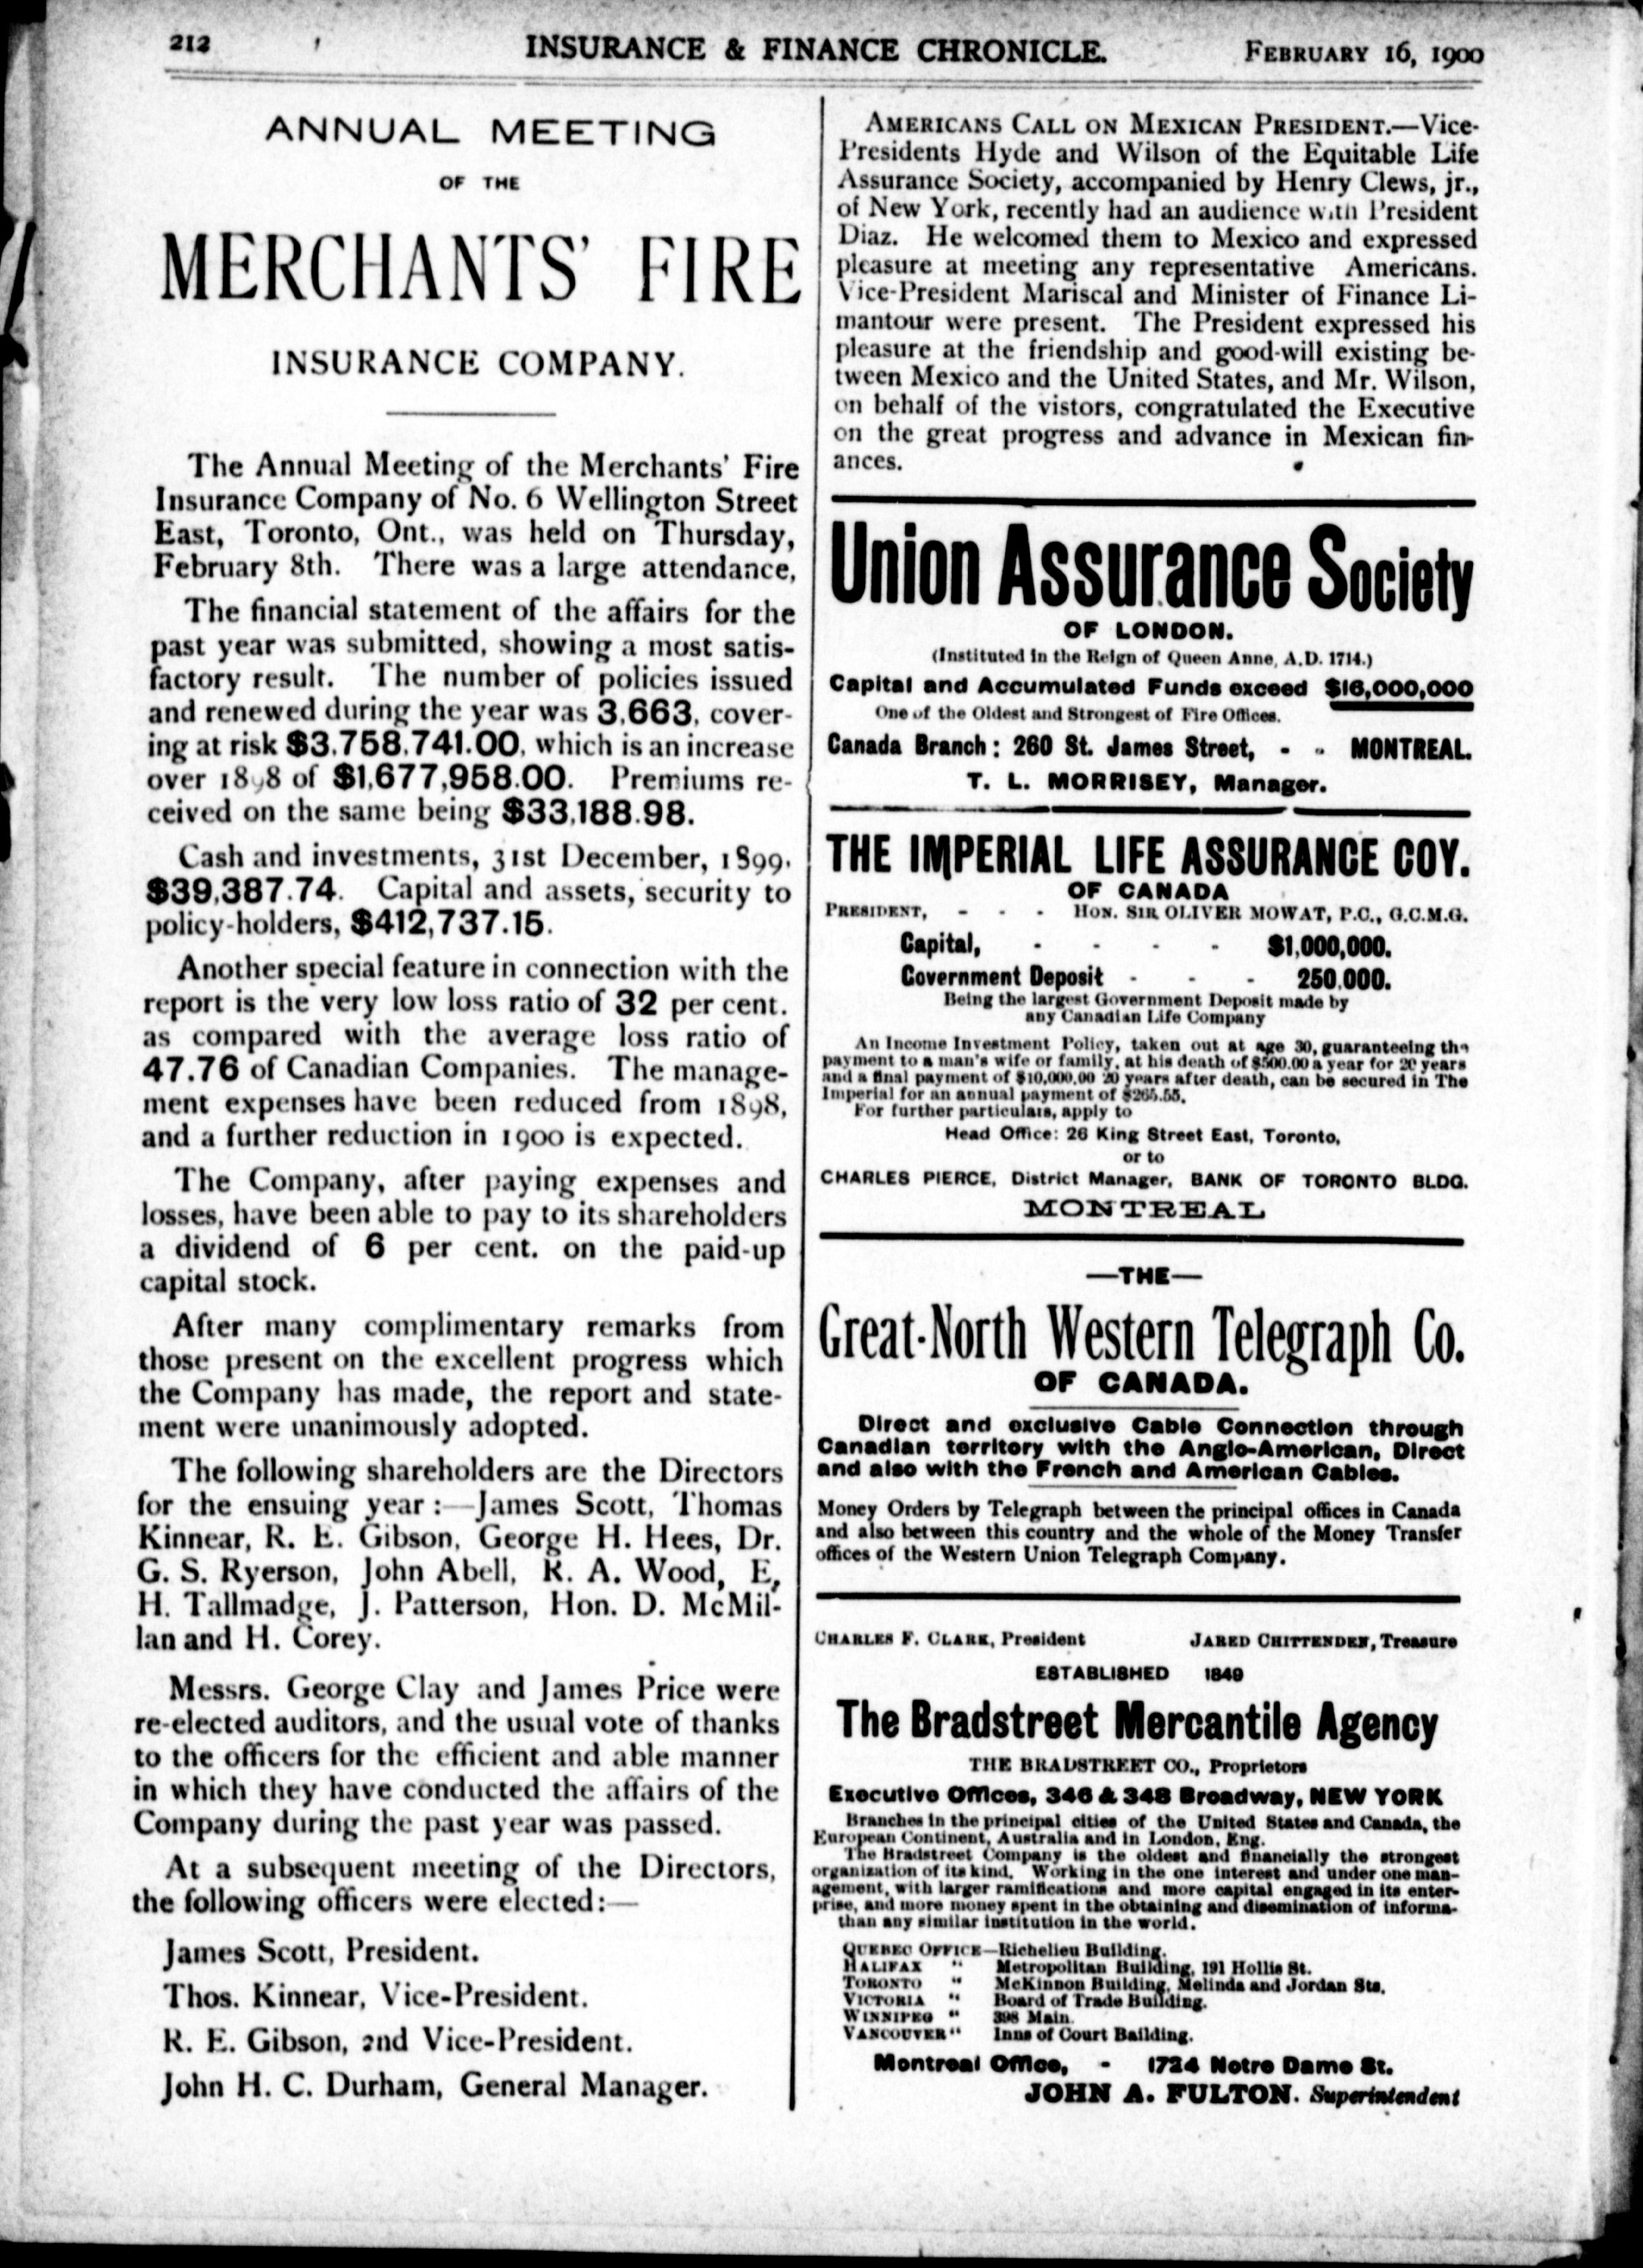 212 INSURANCE & FINANCE CHRONICLE. FEBRUARY 16, 1900
ANNUAL MEETING
OF THE
MERCHANTS' FIRE
INSURANCE COMPANY.
The Annual Meeting of the Merchants' Fire
Insurance Company of No. 6 Wellington Street
East, Toronto, Ont., was held on Thursday,
February 8th. There was a large attendance,
The financial statement of the affairs for the
past year was submitted, showing a most satis-
factory result. The number of policies issued
and renewed during the year was 3,663, cover-
ing at risk $3,758,741.00, which is an increase
over 1898 of $1,677,958.00. Premiums re-
ceived on the same being $33,188.98.
Cash and investments, 31st December, 1899,
$39,387.74. Capital and assets, security to
policy-holders, $412,737.15.
Another special feature in connection with the
report is the very low loss ratio of 32 per cent.
as compared with the average loss ratio of
47.76 of Canadian Companies. The manage-
ment expenses have been reduced from 1898,
and a further reduction in 1900 is expected.
The Company, after paying expenses and
losses, have been able to pay to its shareholders
a dividend of 6 per cent. on the paid-up
capital stock.
After many complimentary remarks from
those present on the excellent progress which
the Company has made, the report and state-
ment were unanimously adopted.
The following shareholders are the Directors
for the ensuing year :—James Scott, Thomas
Kinnear, R. E. Gibson, George H. Hees, Dr.
G. S. Ryerson, John Abell, R. A. Wood, E,
H. Tallmadge, J. Patterson, Hon. D. McMil-
lan and H. Corey.
Messrs. George Clay and James Price were
re-elected auditors, and the usual vote of thanks
to the officers for the efficient and able manner
in which they have conducted the affairs of the
Company during the past year was passed.
At a subsequent meeting of the Directors,
the following officers were elected:—
James Scott, President.
Thos. Kinnear, Vice-President.
R. E. Gibson, 2nd Vice-President.
John H. C. Durham, General Manager.
AMERICANS CALL ON MEXICAN PRESIDENT.—Vice-
Presidents Hyde and Wilson of the Equitable Life
Assurance Society, accompanied by Henry Clews, jr.,
of New York, recently had an audience with President
Diaz. He welcomed them to Mexico and expressed
pleasure at meeting any representative Americans.
Vice-President Mariscal and Minister of Finance Li-
mantour were present. The President expressed his
pleasure at the friendship and good-will existing be-
tween Mexico and the United States, and Mr. Wilson,
on behalf of the vistors, congratulated the Executive
on the great progress and advance in Mexican fin-
ances.
Union Assurance Society
OF LONDON.
(Instituted in the Reign of Queen Anne, A.D. 1714.)
Capital and Accumulated Funds exceed $16,000,000
One of the Oldest and Strongest of Fire Offices.
Canada Branch: 260 St. James Street, - - MONTREAL.
T. L. MORRISEY, Manager.
THE IMPERIAL LIFE ASSURANCE COY.
OF CANADA
PRESIDENT, - - - HON. SIR OLIVER MOWAT, P.C., G.C.M.G.
Capital, - - - - $1,000,000.
Government Deposit - - - 250,000.
Being the largest Government Deposit made by
any Canadian Life Company
An Income Investment Policy, taken out at age 30, guaranteeing the
payment to a man's wife or family, at his death of $500.00 a year for 20 years
and a final payment of $10,000.00 20 years after death, can be secured in The
Imperial for an annual payment of $265.55.
For further particulars, apply to
Head Office: 26 King Street East, Toronto,
or to
CHARLES PIERCE, District Manager, BANK OF TORONTO BLDG.
MONTREAL
—THE—
Great-North Western Telegraph Co.
OF CANADA.
Direct and exclusive Cable Connection through
Canadian territory with the Anglo-American, Direct
and also with the French and American Cables.
Money Orders by Telegraph between the principal offices in Canada
and also between this country and the whole of the Money Transfer
offices of the Western Union Telegraph Company.
CHARLES F. CLARK, President JARED CHITTENDEN, Treasure
ESTABLISHED 1849
The Bradstreet Mercantile Agency
THE BRADSTREET CO., Proprietors
Executive Offices, 346 & 348 Broadway, NEW YORK
Branches in the principal cities of the United States and Canada, the
European Continent, Australia and in London, Eng.
The Bradstreet Company is the oldest and financially the strongest
organization of its kind. Working in the one interest and under one man-
agement, with larger ramifications and more capital engaged in its enter-
prise, and more money spent in the obtaining and disemination of informa-
than any similar institution in the world.
QUEBEC OFFICE—Richelieu Building.
HALIFAX " Metropolitan Building, 191 Hollis St.
TORONTO " McKinnon Building, Melinda and Jordan Sts.
VICTORIA " Board of Trade Building.
WINNIPEG " 398 Main.
VANCOUVER " Inns of Court Building.
Montreal Office, - 1724 Notre Dame St.
JOHN A. FULTON. Superintendent